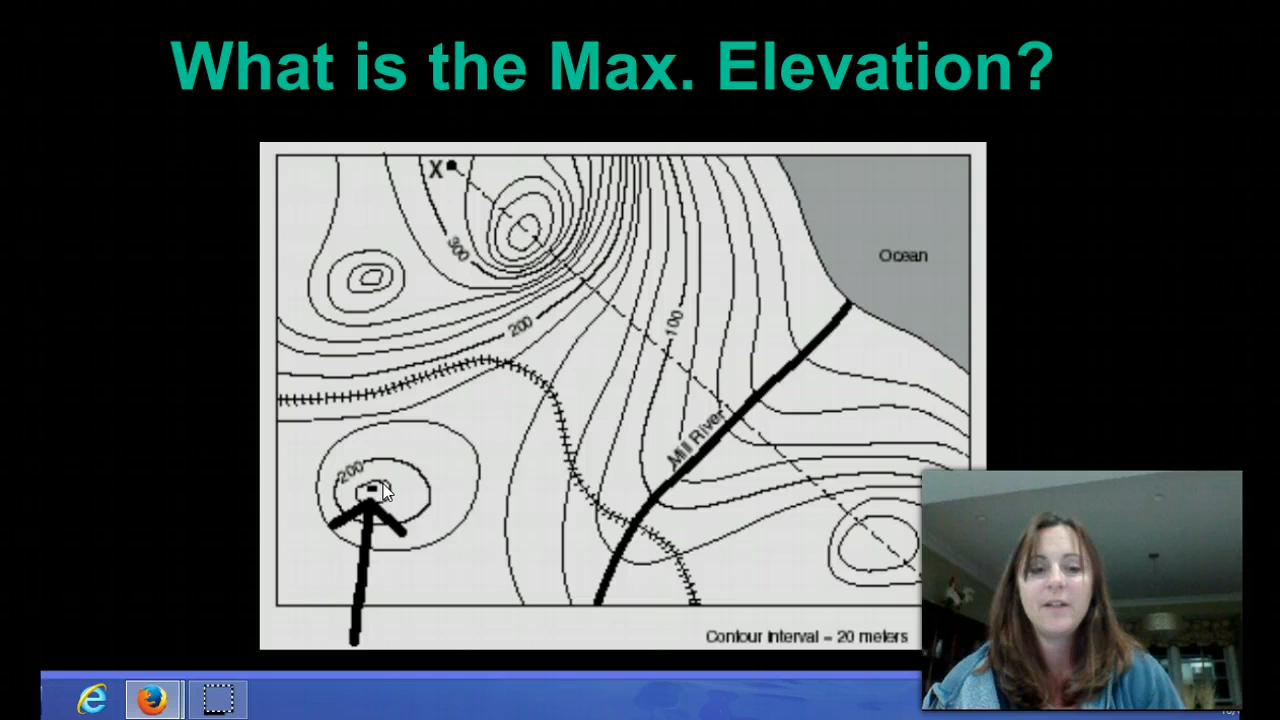 What is the Max. Elevation?
X
300
Ocean
200
100
Mill River
200
Contour interval = 20 meters